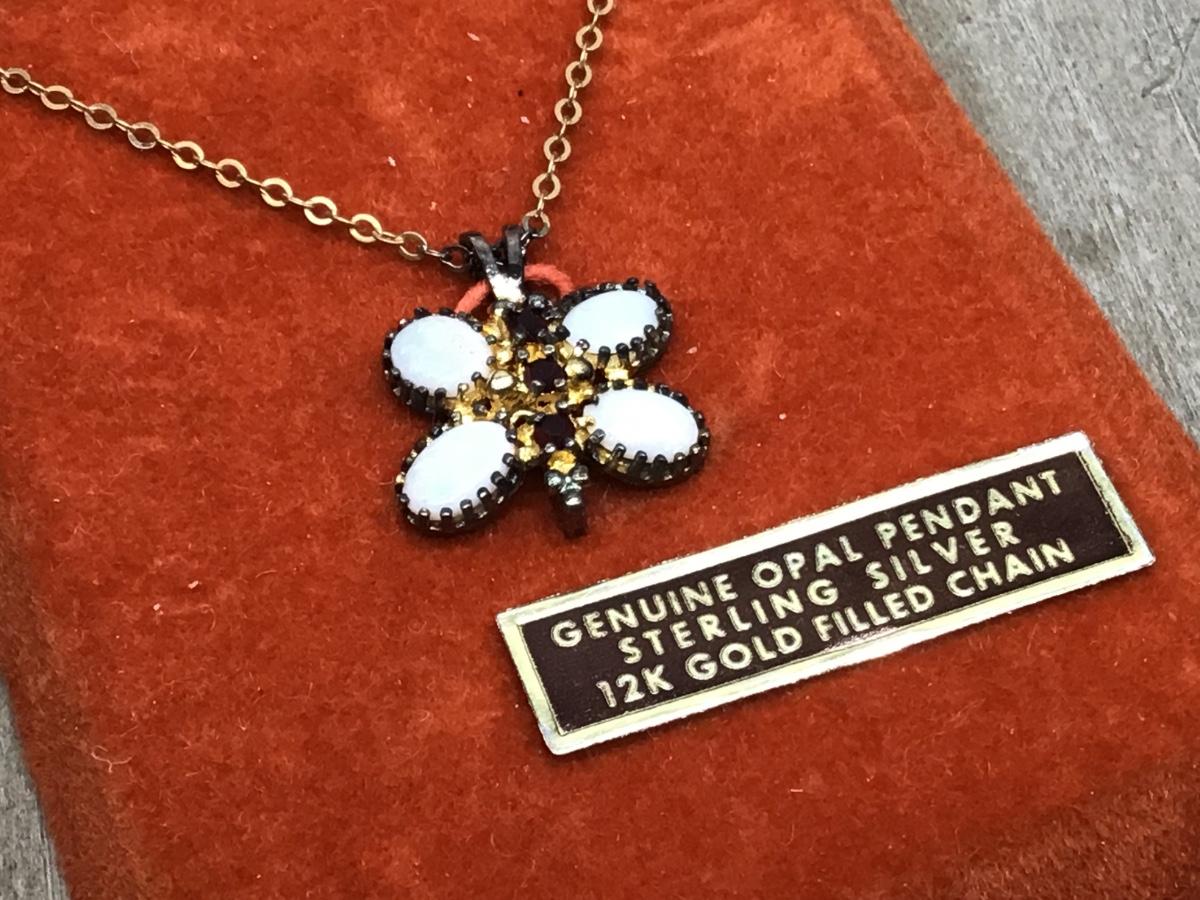 GENUINE OPAL PENDANT
STERLING SILVER
12K GOLD FILLED CHAIN